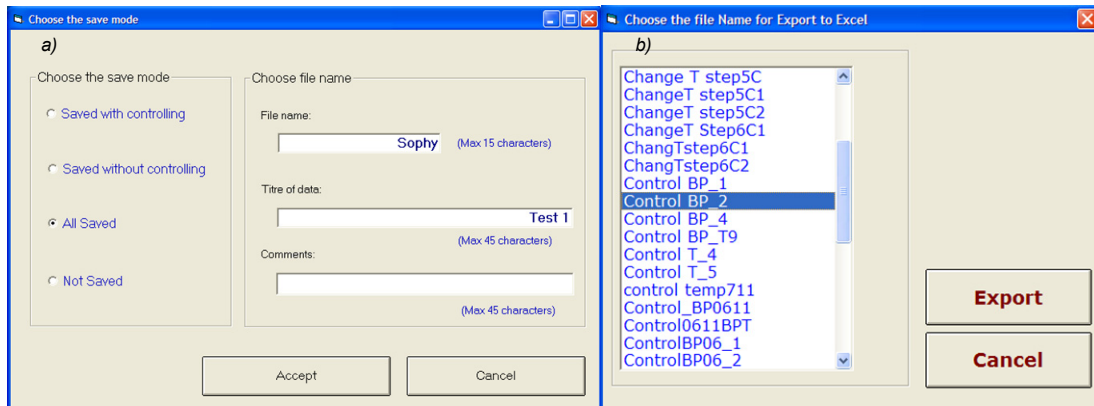 Choose the save mode
a)
Choose the save mode
Saved with controlling
Saved without controlling
All Saved
Not Saved
Choose file name
File name:
Sophy (Max 15 characters)
Titre of data:
Test 1
(Max 45 characters)
Comments:
(Max 45 characters)
Accept Cancel
Choose the file Name for Export to Excel
b)
Change T step5C
ChangeT step5C1
ChangeT step5C2
ChangeT Step6C1
ChangTstep6C1
ChangTstep6C2
Control BP_1
Control BP_2
Control BP_4
Control BP_T9
Control T_4
Control T_5
control temp711
Control_BP0611
Control0611BPT
ControlBP06_1
ControlBP06_2
Export
Cancel